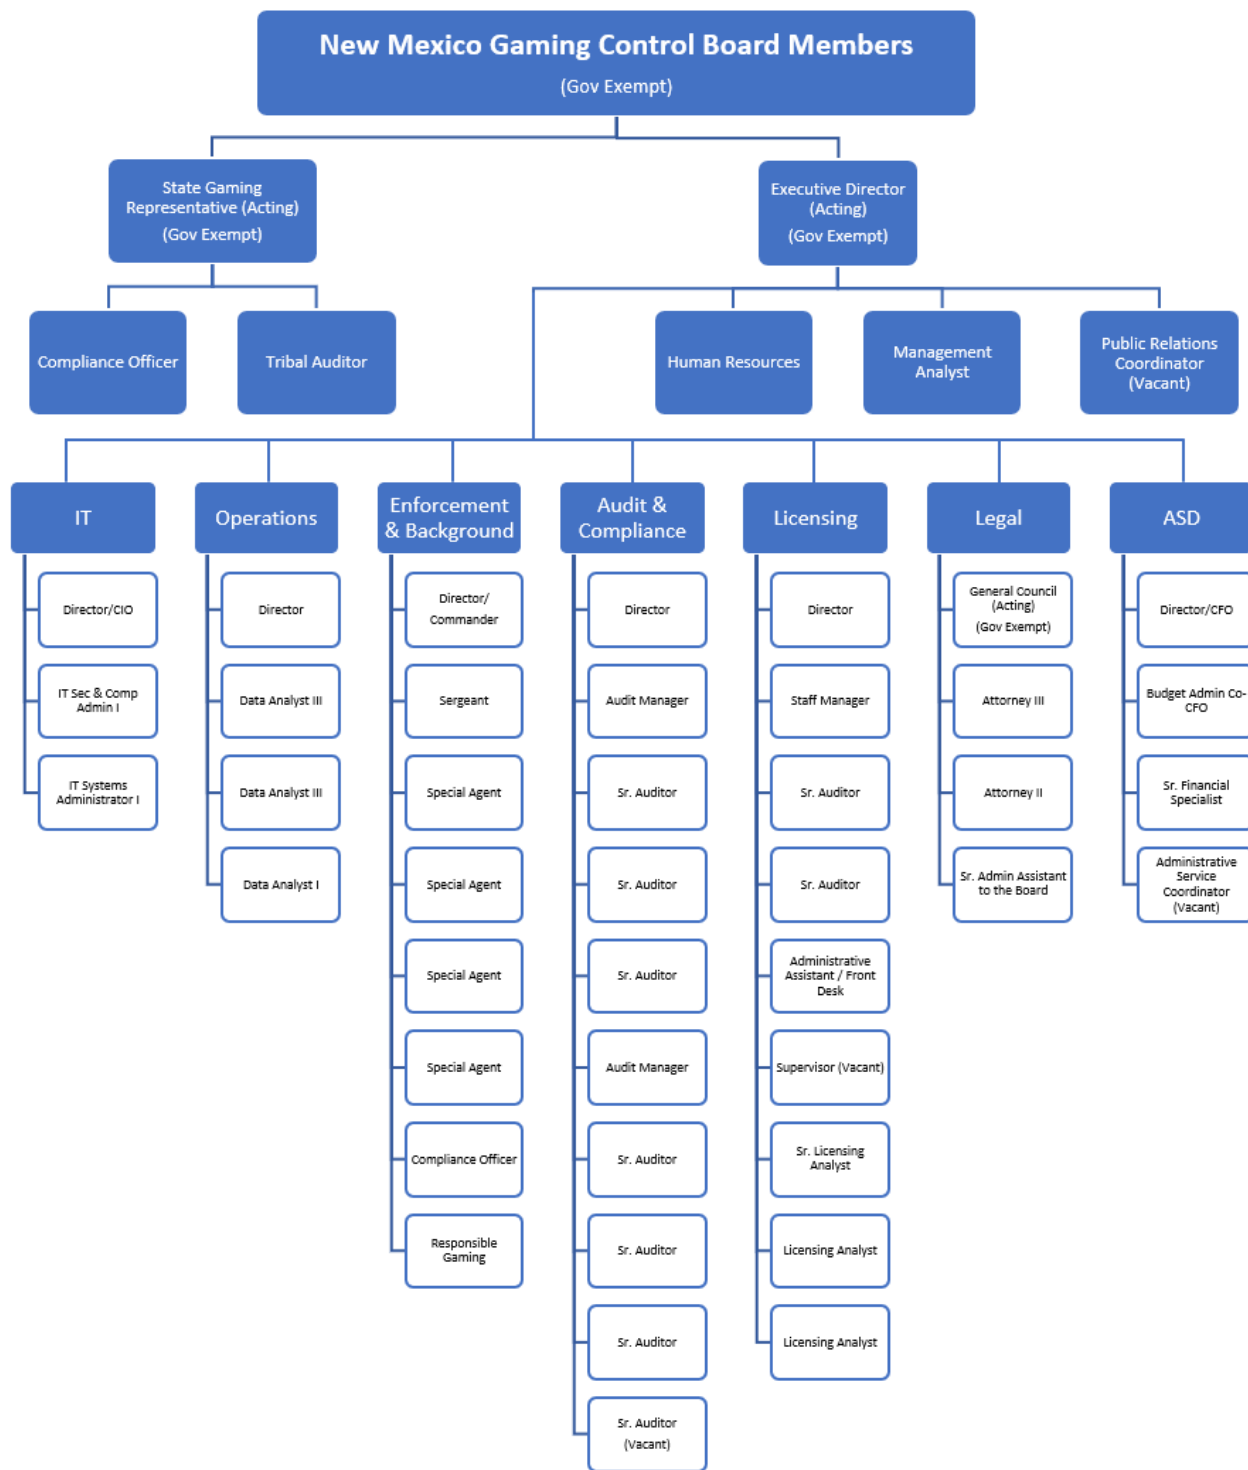 New Mexico Gaming Control Board Members
(Gov Exempt)
State Gaming
Representative (Acting)
(Gov Exempt)
Executive Director
(Acting)
(Gov Exempt)
Compliance Officer
Tribal Auditor
Human Resources
Management
Analyst
Public Relations
Coordinator
(Vacant)
IT
Director/CIO
IT Sec & Comp
Admin I
IT Systems
Administrator I
Operations
Director
Data Analyst III
Data Analyst III
Data Analyst I
Enforcement
& Background
Director/
Commander
Sergeant
Special Agent
Special Agent
Special Agent
Special Agent
Compliance Officer
Responsible
Gaming
Audit &
Compliance
Director
Audit Manager
Sr. Auditor
Sr. Auditor
Sr. Auditor
Audit Manager
Sr. Auditor
Sr. Auditor
Sr. Auditor
Sr. Auditor
(Vacant)
Licensing
Director
Staff Manager
Sr. Auditor
Sr. Auditor
Administrative
Assistant / Front
Desk
Supervisor (Vacant)
Sr. Licensing
Analyst
Licensing Analyst
Licensing Analyst
Legal
General Council
(Acting)
(Gov Exempt)
Attorney III
Attorney II
Sr. Admin Assistant
to the Board
ASD
Director/CFO
Budget Admin Co-
CFO
Sr. Financial
Specialist
Administrative
Service
Coordinator
(Vacant)